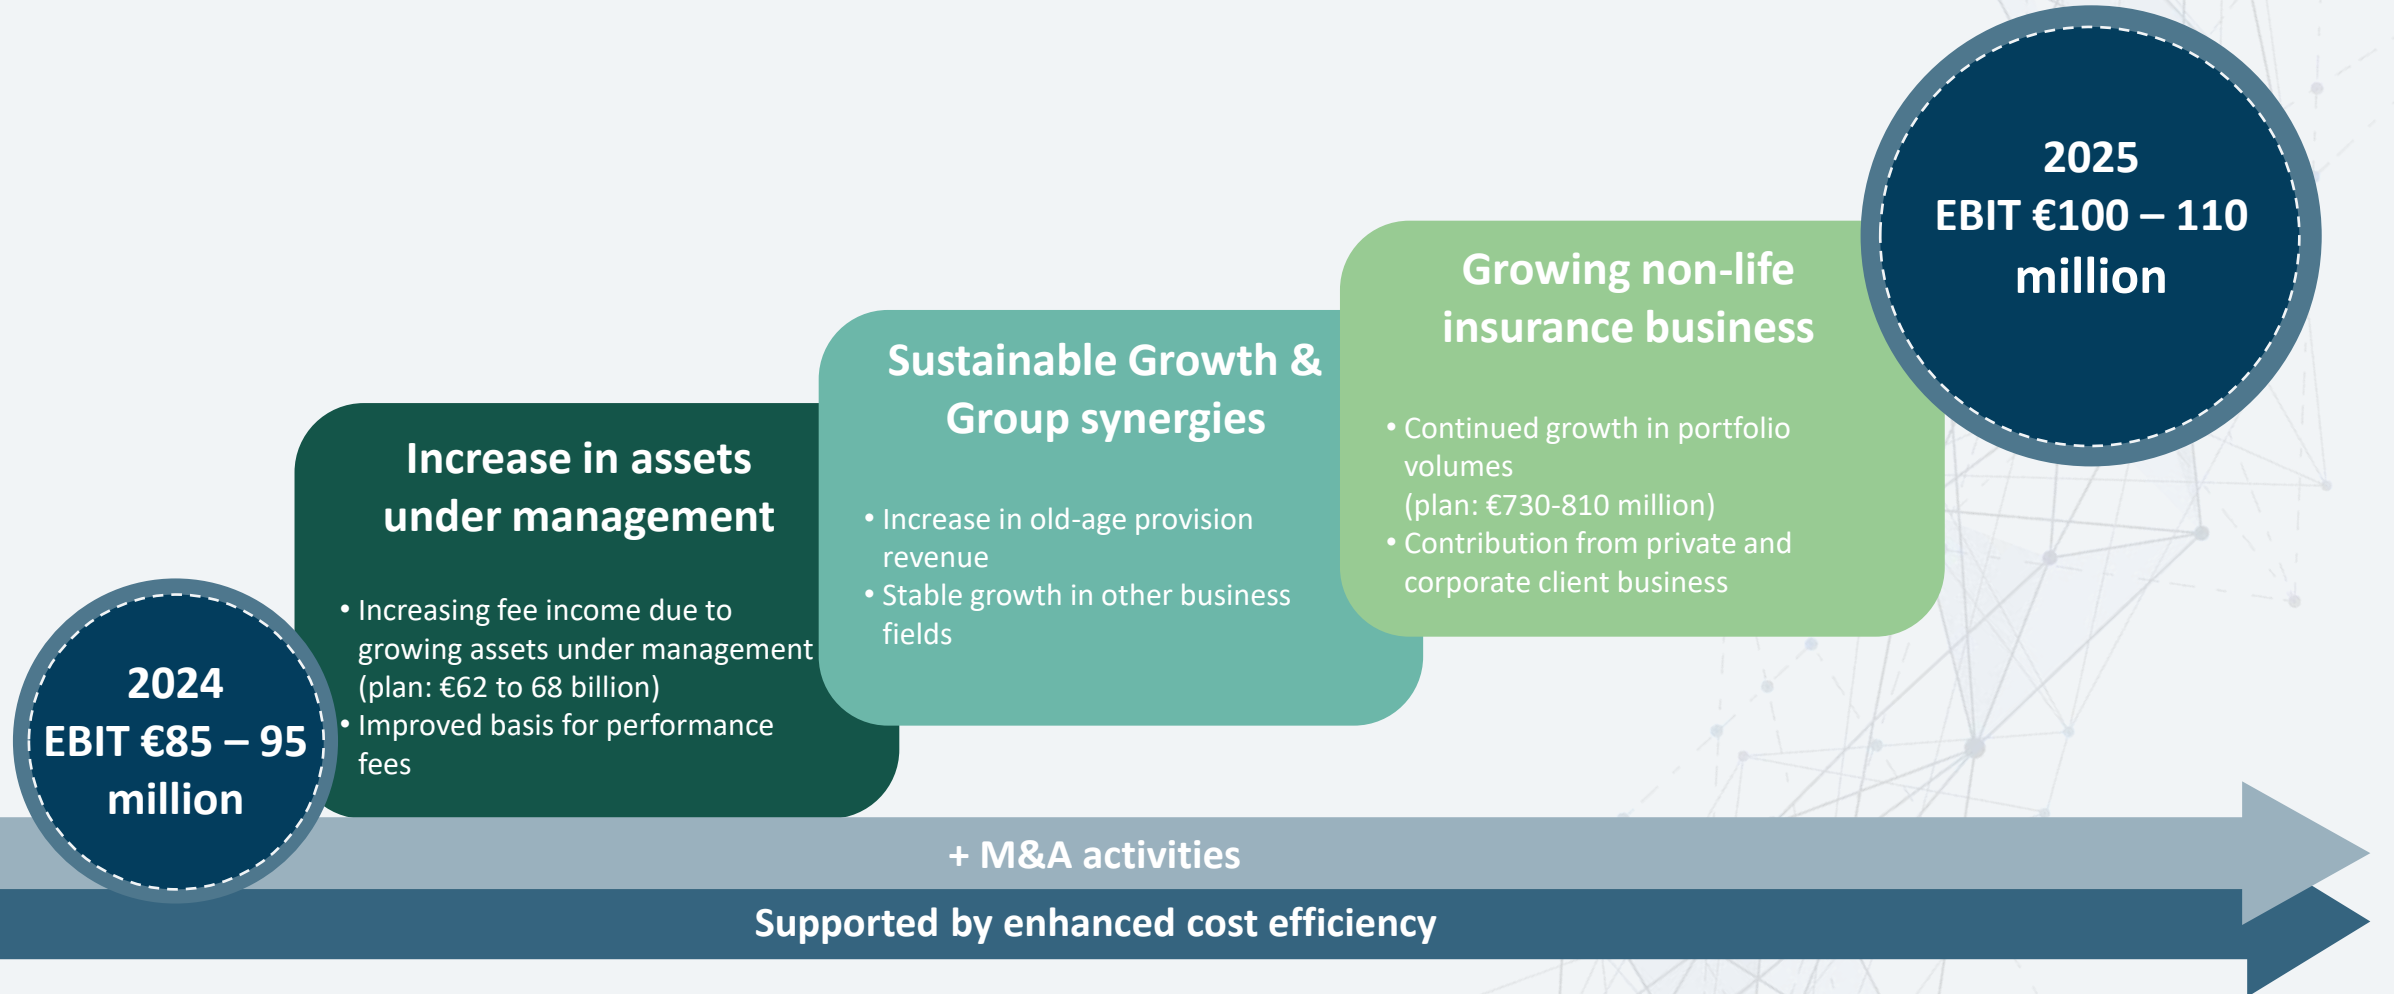 2024
EBIT €85 – 95
million
Increase in assets
under management
• Increasing fee income due to
growing assets under management
(plan: €62 to 68 billion)
• Improved basis for performance
fees
Sustainable Growth &
Group synergies
• Increase in old-age provision
revenue
• Stable growth in other business
fields
Growing non-life
insurance business
• Continued growth in portfolio
volumes
(plan: €730-810 million)
• Contribution from private and
corporate client business
2025
EBIT €100 – 110
million
+ M&A activities
Supported by enhanced cost efficiency